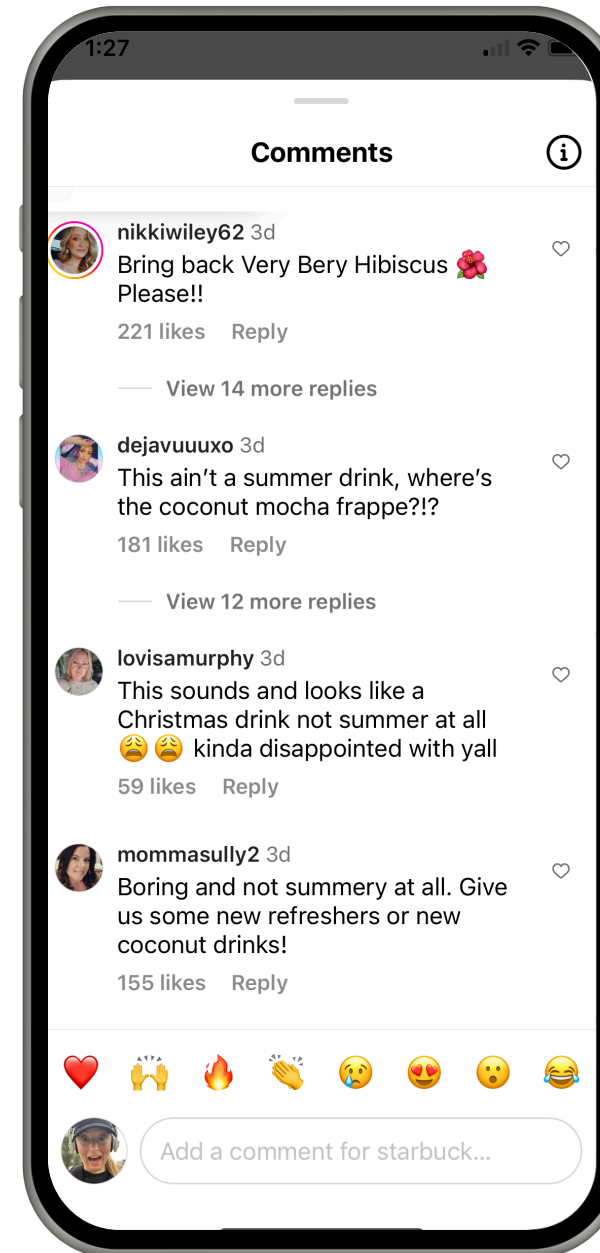 1:27
Comments
nikkiwiley62 3d
Bring back Very Bery Hibiscus 🌺
Please!!
221 likes Reply
View 14 more replies
dejavuuuxo 3d
This ain't a summer drink, where's
the coconut mocha frappe?!?
181 likes Reply
View 12 more replies
lovisamurphy 3d
This sounds and looks like a
Christmas drink not summer at all
😩 😩 kinda disappointed with yall
59 likes Reply
mommasully2 3d
Boring and not summery at all. Give
us some new refreshers or new
coconut drinks!
155 likes Reply
❤️ 🙌 🔥 👏 😢 😍 😮 😂
Add a comment for starbuck...